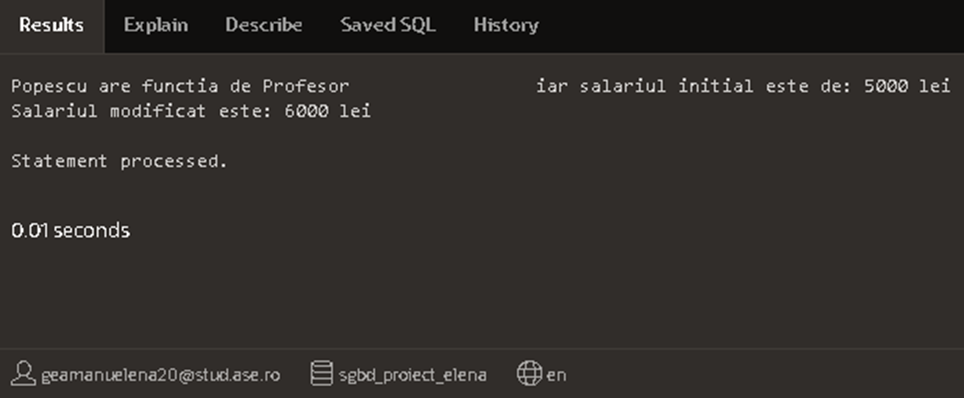 Results Explain Describe Saved SQL History
Popescu are functia de Profesor iar salariul initial este de: 5000 lei
Salariul modificat este: 6000 lei
Statement processed.
0.01 seconds
geamanuelena20@stud.ase.ro sgbd_proiect_elena en